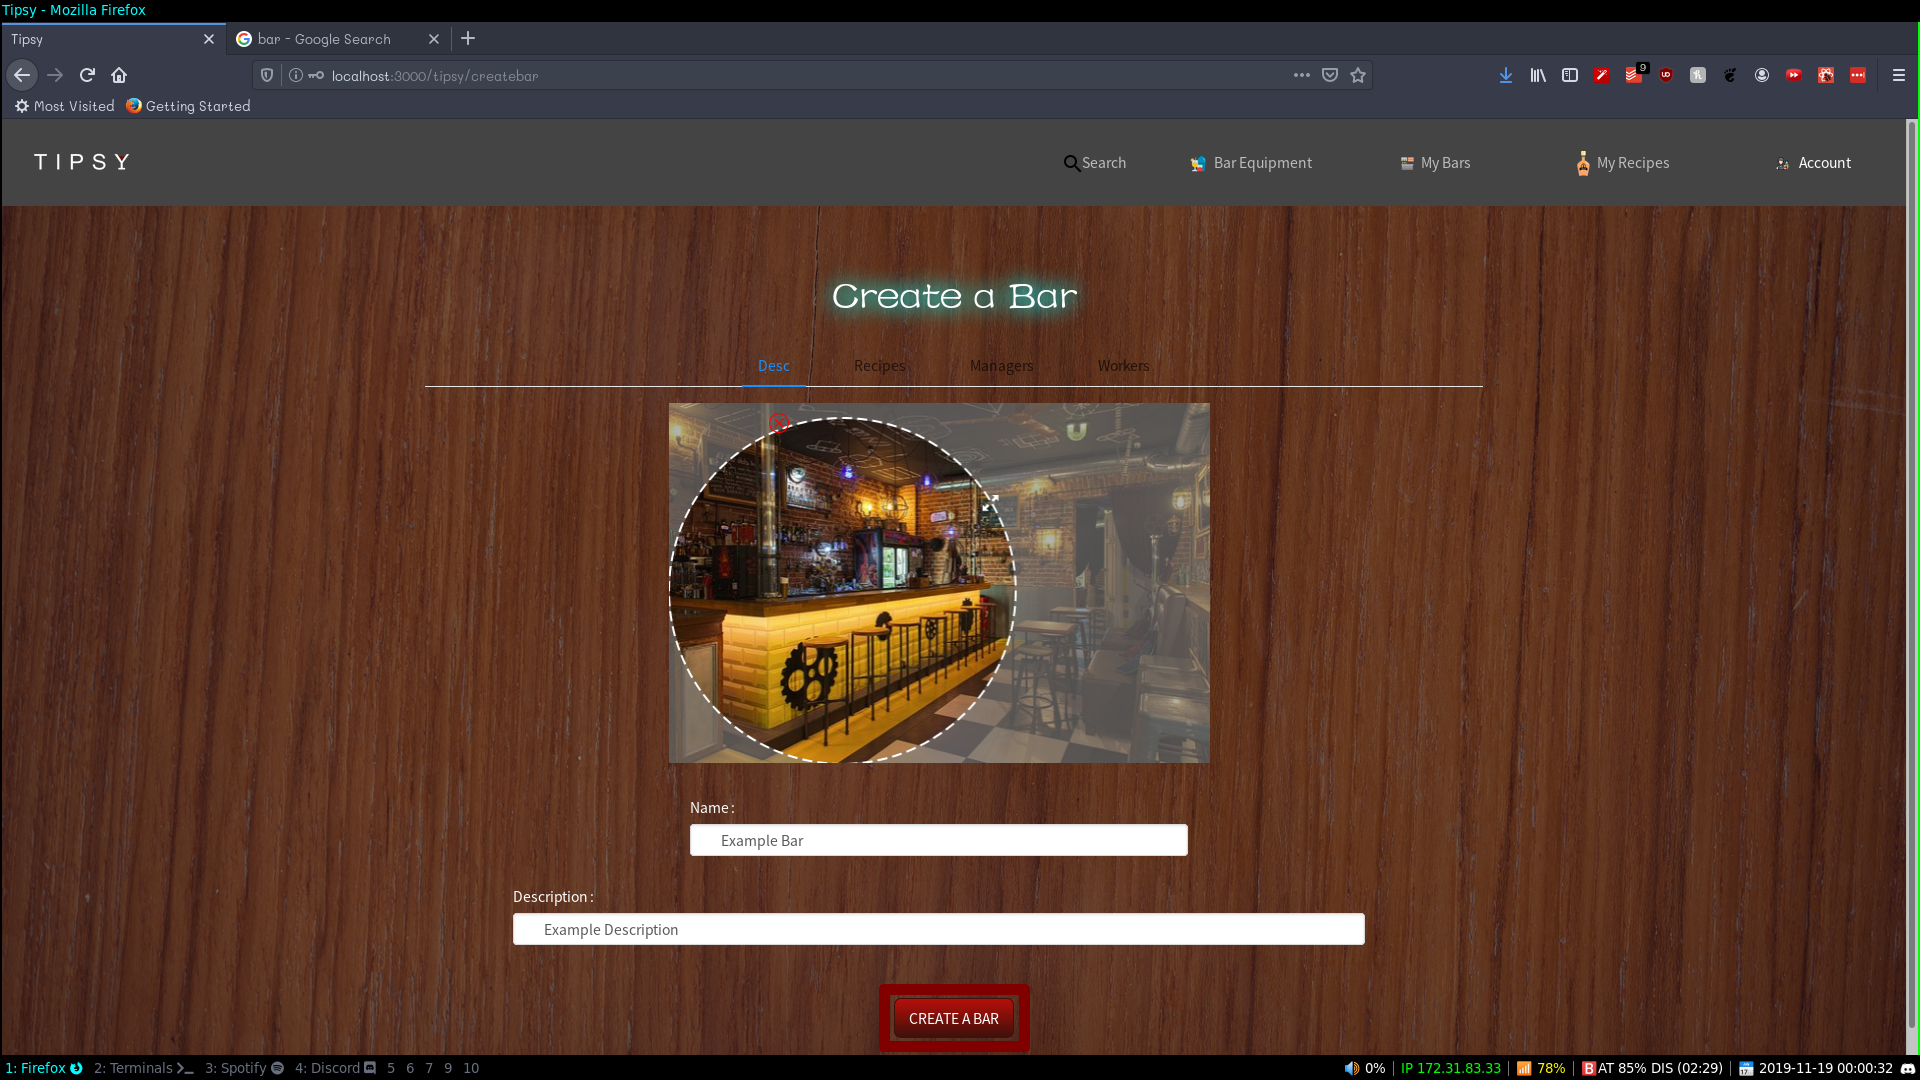 Tipsy - Mozilla Firefox
Tipsy
bar - Google Search
localhost:3000/tipsy/createbar
9
Most Visited
Getting Started
TIPSY
Search
Bar Equipment
My Bars
My Recipes
Account
Create a Bar
Desc
Recipes
Managers
Workers
Name :
Example Bar
Description :
Example Description
CREATE A BAR
1: Firefox 2: Terminals 3: Spotify 4: Discord 5 6 7 8 9 10
0% | IP 172.31.83.33 | 78% | BAT 85% DIS (02:29) | 2019-11-19 00:00:32